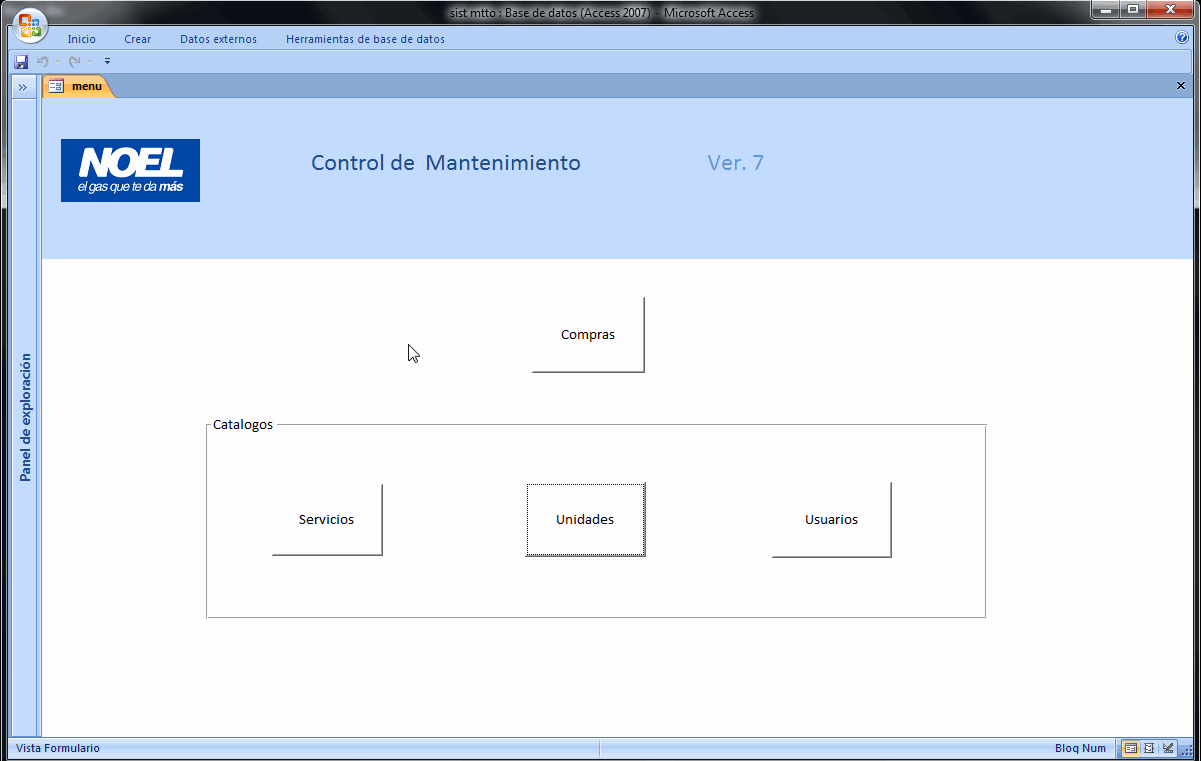 sist mtto : Base de datos (Access 2007) - Microsoft Access
Inicio Crear Datos externos Herramientas de base de datos
menu
NOEL
el gas que te da más
Control de Mantenimiento Ver. 7
Compras
Panel de exploración
Catalogos
Servicios Unidades Usuarios
Vista Formulario Bloq Num